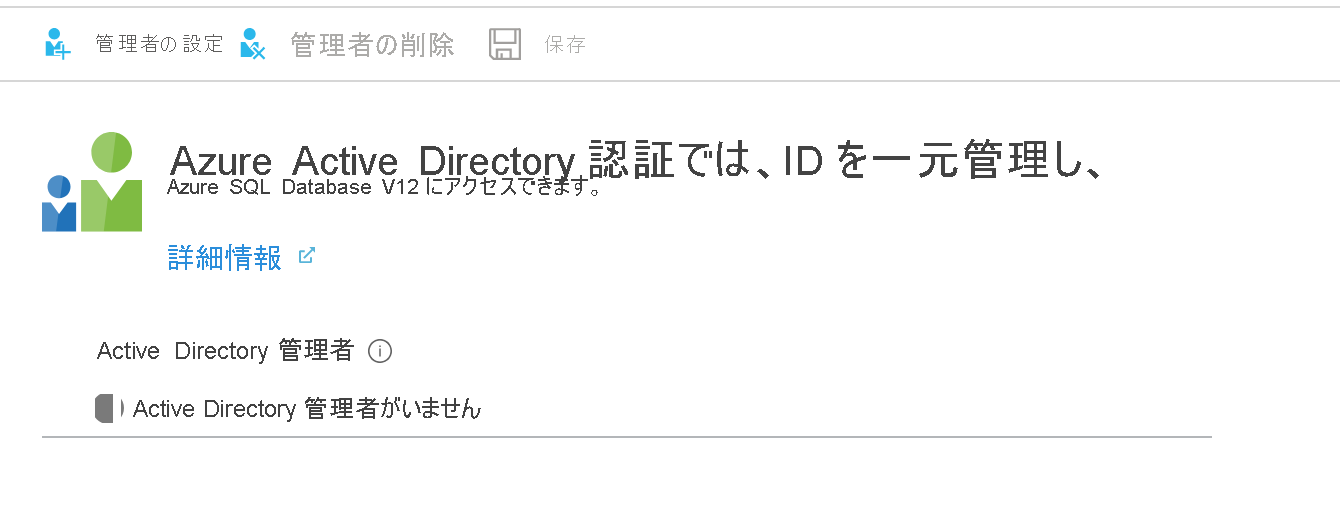 管理者の設定 管理者の削除 保存
Azure Active Directory 認証では、ID を一元管理し、
Azure SQL Database V12 にアクセスできます。
詳細情報
Active Directory 管理者
Active Directory 管理者がいません